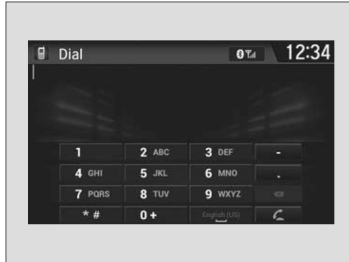 Dial 12:34
1 2 ABC 3 DEF -
4 GHI 5 JKL 6 MNO .
7 PQRS 8 TUV 9 WXYZ
* # 0 + English (US)